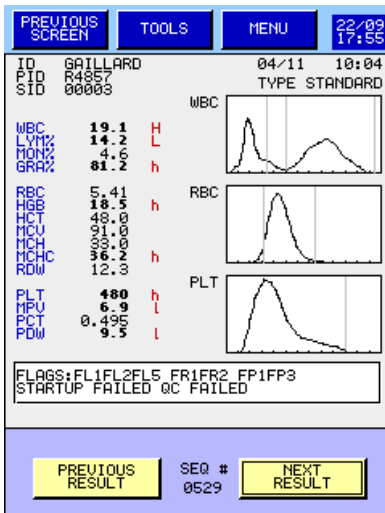 PREVIOUS SCREEN TOOLS MENU 22/09 17:55
ID GAILLARD 04/11 10:04
PID R4857 TYPE STANDARD
SID 00003
WBC
WBC 19.1 H
LYM% 14.2 L
MON% 4.6
GRA% 81.2 h
RBC
RBC 5.41
HGB 18.5 h
HCT 48.0
MCV 91.0
MCH 33.0
MCHC 36.2 h
RDW 12.3
PLT
PLT 480 h
MPV 6.9 l
PCT 0.495
PDW 9.5 l
FLAGS:FL1FL2FL5 FR1FR2 FP1FP3
STARTUP FAILED QC FAILED
PREVIOUS RESULT SEQ # 0529 NEXT RESULT